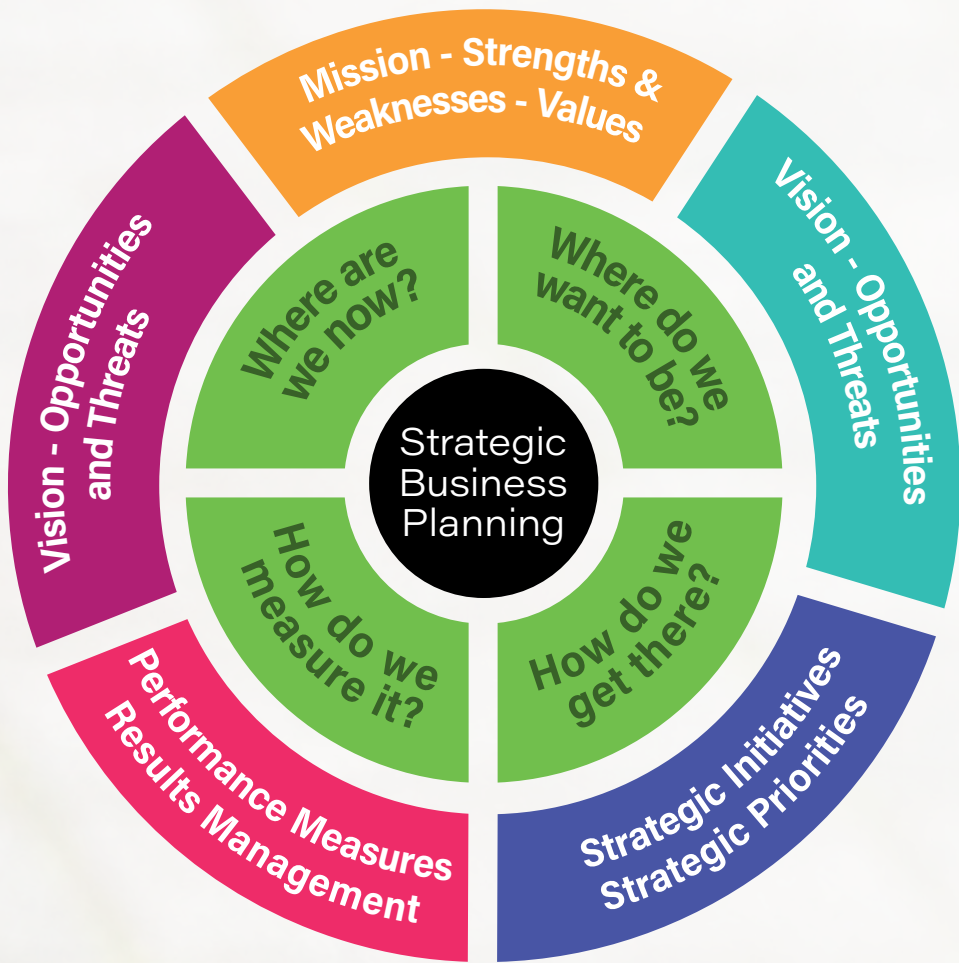 Mission - Strengths &
Weaknesses - Values
Vision - Opportunities
and Threats
Strategic Initiatives
Strategic Priorities
Performance Measures
Results Management
Vision - Opportunities
and Threats
Where are
we now?
Where do we
want to be?
How do we
get there?
How do we
measure it?
Strategic
Business
Planning